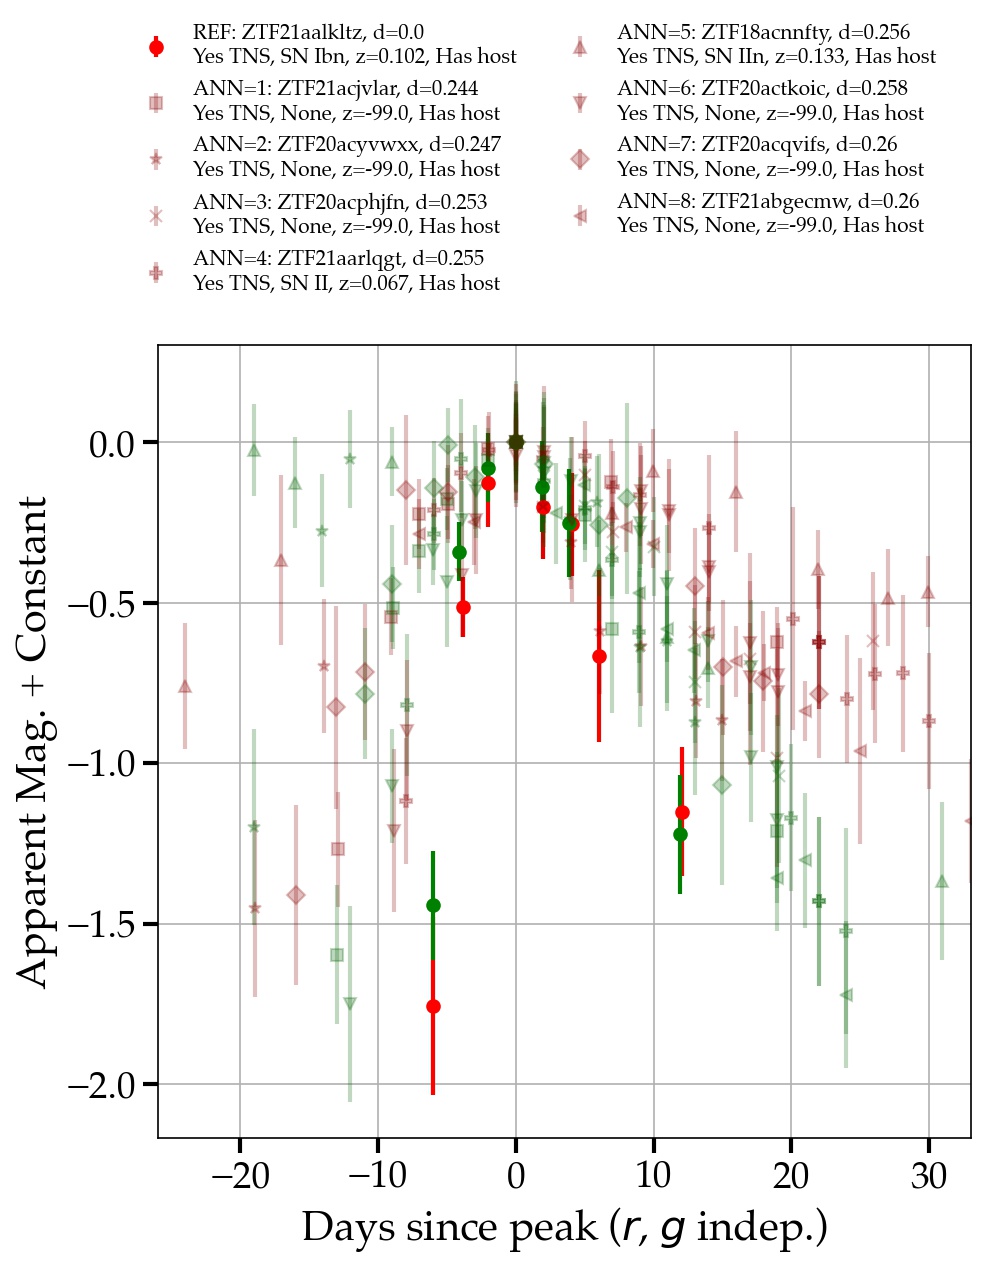 REF: ZTF21aalkltz, d=0.0
Yes TNS, SN Ibn, z=0.102, Has host
ANN=1: ZTF21acjvlar, d=0.244
Yes TNS, None, z=-99.0, Has host
ANN=2: ZTF20acyvwxx, d=0.247
Yes TNS, None, z=-99.0, Has host
ANN=3: ZTF20acphjfn, d=0.253
Yes TNS, None, z=-99.0, Has host
ANN=4: ZTF21aarlqgt, d=0.255
Yes TNS, SN II, z=0.067, Has host
ANN=5: ZTF18acnnfty, d=0.256
Yes TNS, SN IIn, z=0.133, Has host
ANN=6: ZTF20actkoic, d=0.258
Yes TNS, None, z=-99.0, Has host
ANN=7: ZTF20acqvifs, d=0.26
Yes TNS, None, z=-99.0, Has host
ANN=8: ZTF21abgecmw, d=0.26
Yes TNS, None, z=-99.0, Has host
Apparent Mag. + Constant
0.0
−0.5
−1.0
−1.5
−2.0
−20 −10 0 10 20 30
Days since peak (r, g indep.)